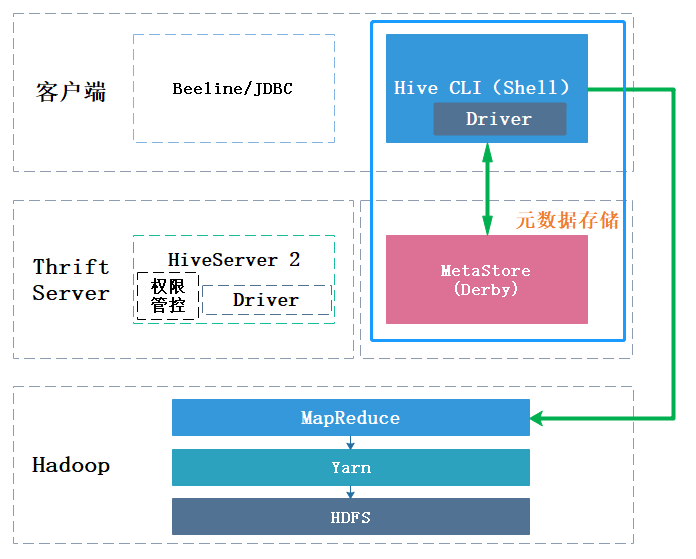 客户端
Beeline/JDBC
Hive CLI（Shell）
Driver
元数据存储
Thrift
Server
HiveServer 2
权限
管控
Driver
MetaStore
(Derby)
Hadoop
MapReduce
Yarn
HDFS